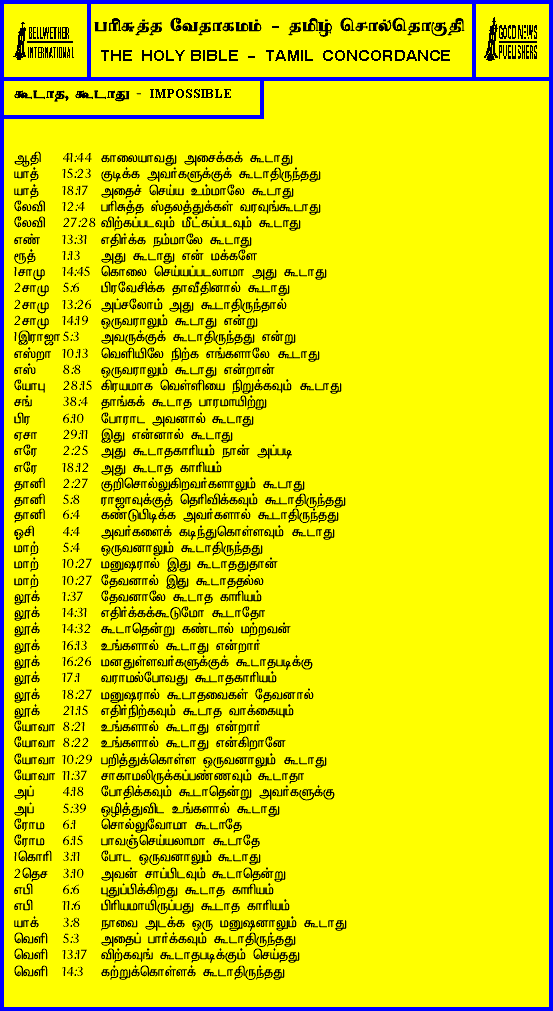 BELLWETHER
INTERNATIONAL
பரிசுத்த வேதாகமம் - தமிழ் சொல்தொகுதி
THE HOLY BIBLE - TAMIL CONCORDANCE
GOOD NEWS
PUBLISHERS
கூடாத, கூடாது - IMPOSSIBLE
ஆதி 41:44 காலையாவது அசைக்கக் கூடாது
யாத் 15:23 குடிக்க அவர்களுக்குக் கூடாதிருந்தது
யாத் 18:17 அதைச் செய்ய உம்மாலே கூடாது
லேவி 12:4 பரிசுத்த ஸ்தலத்துக்கள் வரவுங்கூடாது
லேவி 27:28 விற்கப்படவும் மீட்கப்படவும் கூடாது
எண் 13:31 எதிர்க்க நம்மாலே கூடாது
ரூத் 1:13 அது கூடாது என் மக்களே
1சாமு 14:45 கொலை செய்யப்படலாமா அது கூடாது
2சாமு 5:6 பிரவேசிக்க தாவீதினால் கூடாது
2சாமு 13:26 அப்சலோம் அது கூடாதிருந்தால்
2சாமு 14:19 ஒருவராலும் கூடாது என்று
1இராஜா 5:3 அவருக்குக் கூடாதிருந்தது என்று
எஸ்றா 10:13 வெளியிலே நிற்க எங்களாலே கூடாது
எஸ் 8:8 ஒருவராலும் கூடாது என்றான்
யோபு 28:15 கிரயமாக வெள்ளியை நிறுக்கவும் கூடாது
சங் 38:4 தாங்கக் கூடாத பாரமாயிற்று
பிர 6:10 போராட அவனால் கூடாது
ஏசா 29:11 இது என்னால் கூடாது
எரே 2:25 அது கூடாதகாரியம் நான் அப்படி
எரே 18:12 அது கூடாத காரியம்
தானி 2:27 குறிசொல்லுகிறவர்களாலும் கூடாது
தானி 5:8 ராஜாவுக்குத் தெரிவிக்கவும் கூடாதிருந்தது
தானி 6:4 கண்டுபிடிக்க அவர்களால் கூடாதிருந்தது
ஓசி 4:4 அவர்களைக் கடிந்துகொள்ளவும் கூடாது
மாற் 5:4 ஒருவனாலும் கூடாதிருந்தது
மாற் 10:27 மனுஷரால் இது கூடாததுதான்
மாற் 10:27 தேவனால் இது கூடாததல்ல
லூக் 1:37 தேவனாலே கூடாத காரியம்
லூக் 14:31 எதிர்க்கக்கூடுமோ கூடாதோ
லூக் 14:32 கூடாதென்று கண்டால் மற்றவன்
லூக் 16:13 உங்களால் கூடாது என்றார்
லூக் 16:26 மனதுள்ளவர்களுக்குக் கூடாதபடிக்கு
லூக் 17:1 வராமல்போவது கூடாதகாரியம்
லூக் 18:27 மனுஷரால் கூடாதவைகள் தேவனால்
லூக் 21:15 எதிர்நிற்கவும் கூடாத வாக்கையும்
யோவா 8:21 உங்களால் கூடாது என்றார்
யோவா 8:22 உங்களால் கூடாது என்கிறானே
யோவா 10:29 பறித்துக்கொள்ள ஒருவனாலும் கூடாது
யோவா 11:37 சாகாமலிருக்கப்பண்ணவும் கூடாதா
அப் 4:18 போதிக்கவும் கூடாதென்று அவர்களுக்கு
அப் 5:39 ஒழித்துவிட உங்களால் கூடாது
ரோம 6:1 சொல்லுவோமா கூடாதே
ரோம 6:15 பாவஞ்செய்யலாமா கூடாதே
1கொரி 3:11 போட ஒருவனாலும் கூடாது
2தெச 3:10 அவன் சாப்பிடவும் கூடாதென்று
எபி 6:6 புதுப்பிக்கிறது கூடாத காரியம்
எபி 11:6 பிரியமாயிருப்பது கூடாத காரியம்
யாக் 3:8 நாவை அடக்க ஒரு மனுஷனாலும் கூடாது
வெளி 5:3 அதைப் பார்க்கவும் கூடாதிருந்தது
வெளி 13:17 விற்கவுங் கூடாதபடிக்கும் செய்தது
வெளி 14:3 கற்றுக்கொள்ளக் கூடாதிருந்தது